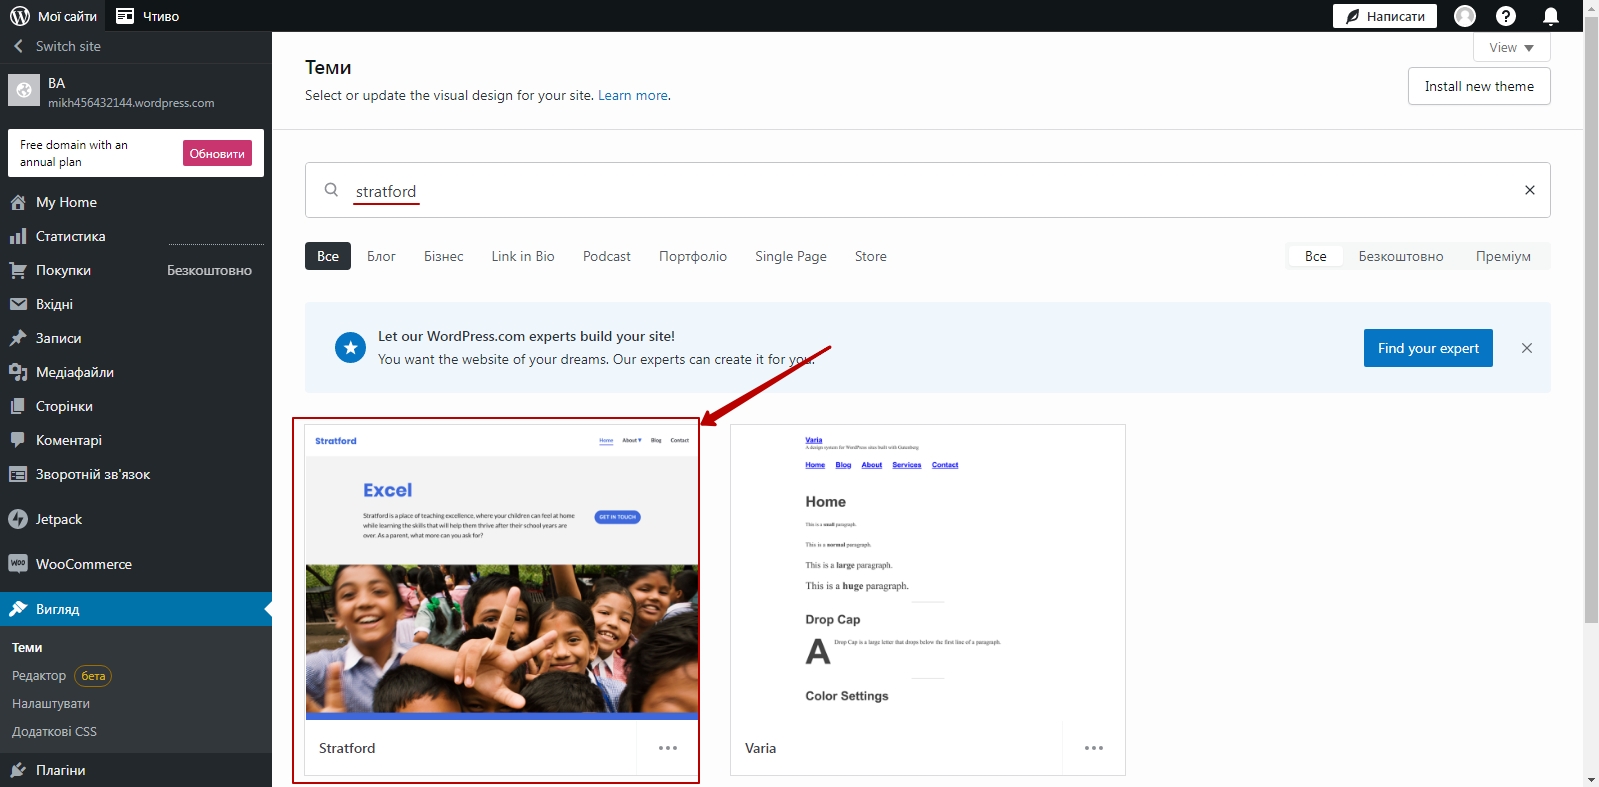 Мої сайти
Чтиво
Написати
Switch site
BA
mikh456432144.wordpress.com
Free domain with an
annual plan
Обновити
My Home
Статистика
Покупки
Безкоштовно
Вхідні
Записи
Медіафайли
Сторінки
Коментарі
Зворотній зв'язок
Jetpack
WOO
WooCommerce
Вигляд
Теми
Редактор
бета
Налаштувати
Додаткові CSS
Плагіни
View
Теми
Select or update the visual design for your site. Learn more.
Install new theme
stratford
Все
Блог
Бізнес
Link in Bio
Podcast
Портфоліо
Single Page
Store
Все
Безкоштовно
Преміум
Let our WordPress.com experts build your site!
You want the website of your dreams. Our experts can create it for you.
Find your expert
Stratford
Home
About
Blog
Contact
Excel
Stratford is a place of teaching excellence, where your children can feel at home
while learning the skills that will help them thrive after their school years are
over. As a parent, what more can you ask for?
GET IN TOUCH
Stratford
Varia
A design system for WordPress sites built with Gutenberg
Home
Blog
About
Services
Contact
Home
This is a small paragraph.
This is a normal paragraph.
This is a large paragraph.
This is a huge paragraph.
Drop Cap
A Drop Cap is a large letter that drops below the first line of a paragraph.
Color Settings
Varia